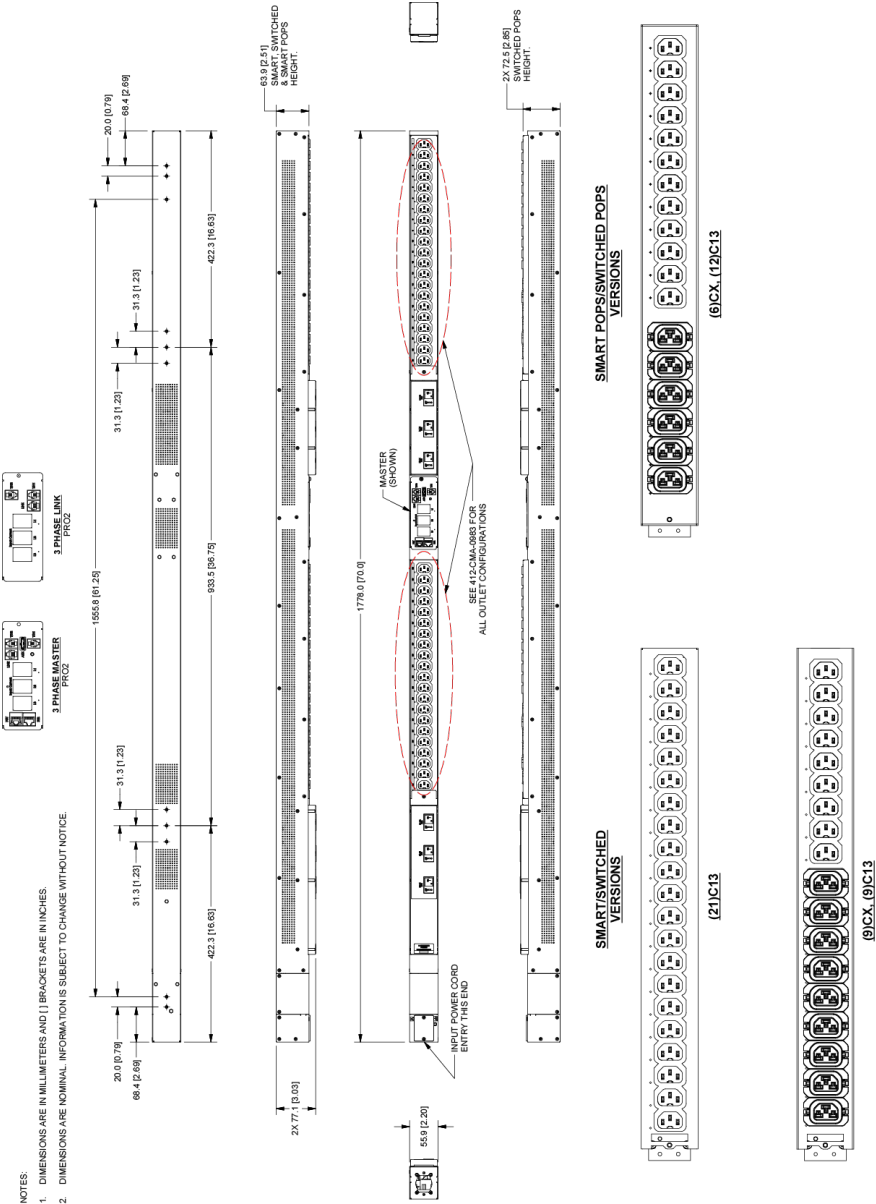 NOTES:
1. DIMENSIONS ARE IN MILLIMETERS AND [ ] BRACKETS ARE IN INCHES.
2. DIMENSIONS ARE NOMINAL. INFORMATION IS SUBJECT TO CHANGE WITHOUT NOTICE.
3 PHASE MASTER
PRO2
3 PHASE LINK
PRO2
20.0 [0.79]
68.4 [2.69]
1555.8 [61.25]
20.0 [0.79]
68.4 [2.69]
31.3 [1.23]
31.3 [1.23]
31.3 [1.23]
31.3 [1.23]
422.3 [16.63]
933.5 [36.75]
422.3 [16.63]
2X 77.1 [3.03]
63.9 [2.51]
SMART, SWITCHED
& SMART POPS
HEIGHT.
1778.0 [70.0]
55.9 [2.20]
MASTER
(SHOWN)
INPUT POWER CORD
ENTRY THIS END
SEE 412-CMA-0983 FOR
ALL OUTLET CONFIGURATIONS
2X 72.5 [2.85]
SWITCHED POPS
HEIGHT.
SMART/SWITCHED
VERSIONS
SMART POPS/SWITCHED POPS
VERSIONS
(21)C13
(6)CX, (12)C13
(9)CX, (9)C13